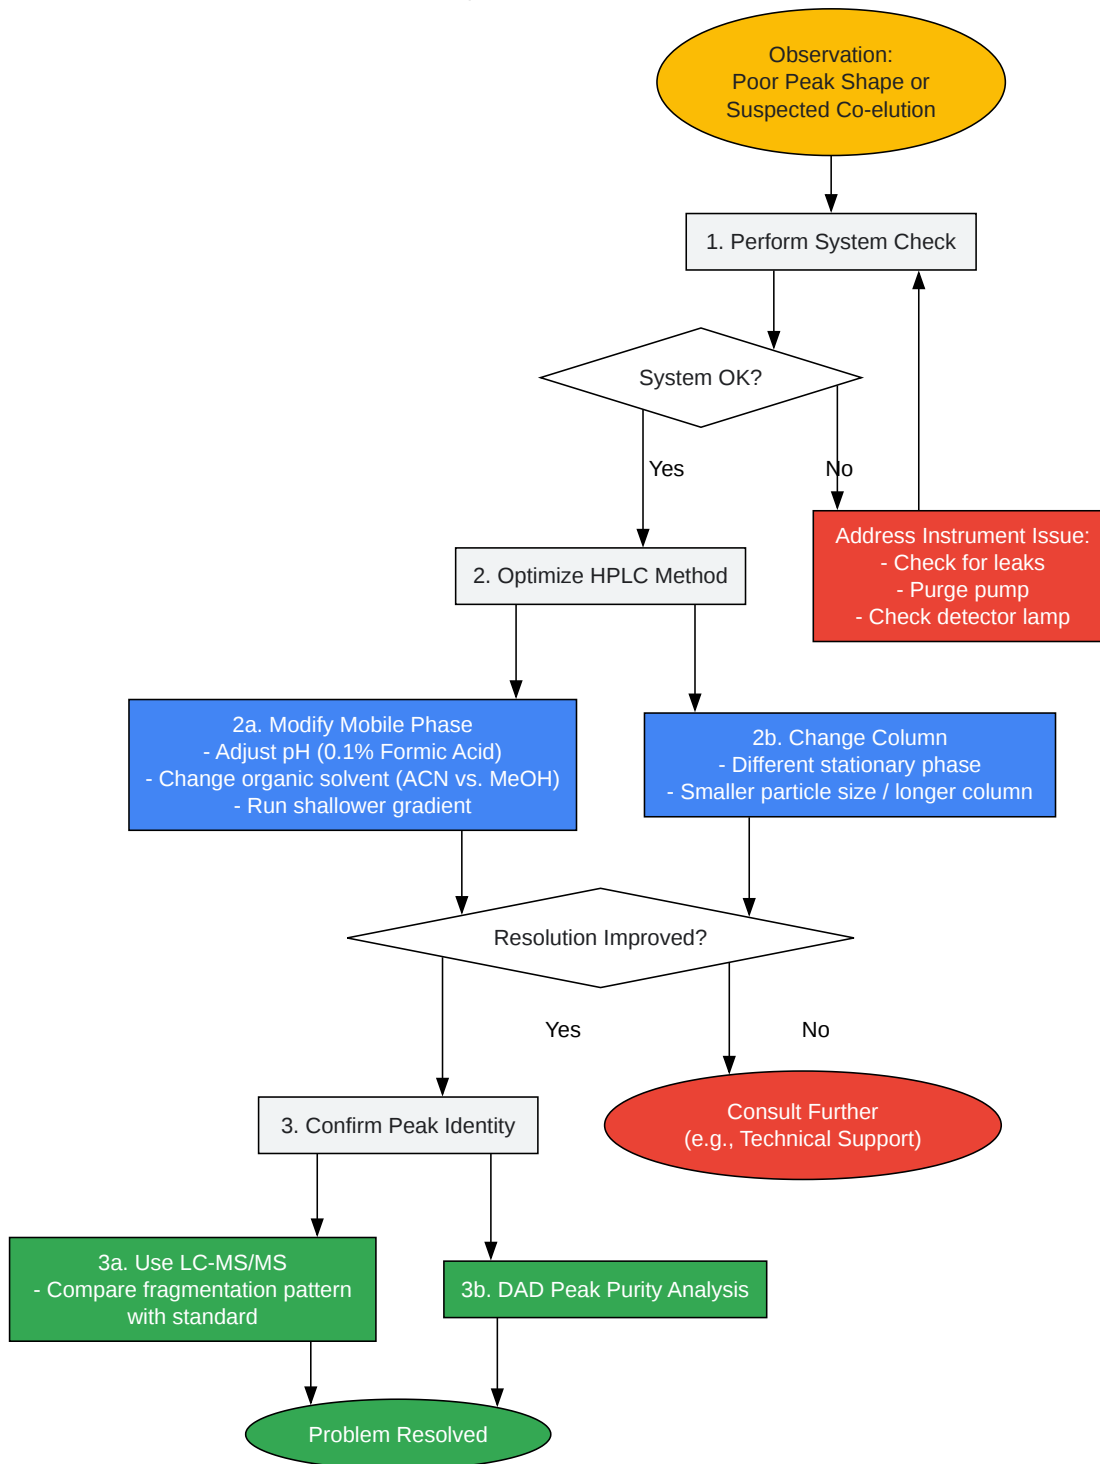 Observation:
Poor Peak Shape or
Suspected Co-elution
1. Perform System Check
System OK?
Yes
No
Address Instrument Issue:
- Check for leaks
- Purge pump
- Check detector lamp
2. Optimize HPLC Method
2a. Modify Mobile Phase
- Adjust pH (0.1% Formic Acid)
- Change organic solvent (ACN vs. MeOH)
- Run shallower gradient
2b. Change Column
- Different stationary phase
- Smaller particle size / longer column
Resolution Improved?
Yes
No
3. Confirm Peak Identity
Consult Further
(e.g., Technical Support)
3a. Use LC-MS/MS
- Compare fragmentation pattern
with standard
3b. DAD Peak Purity Analysis
Problem Resolved